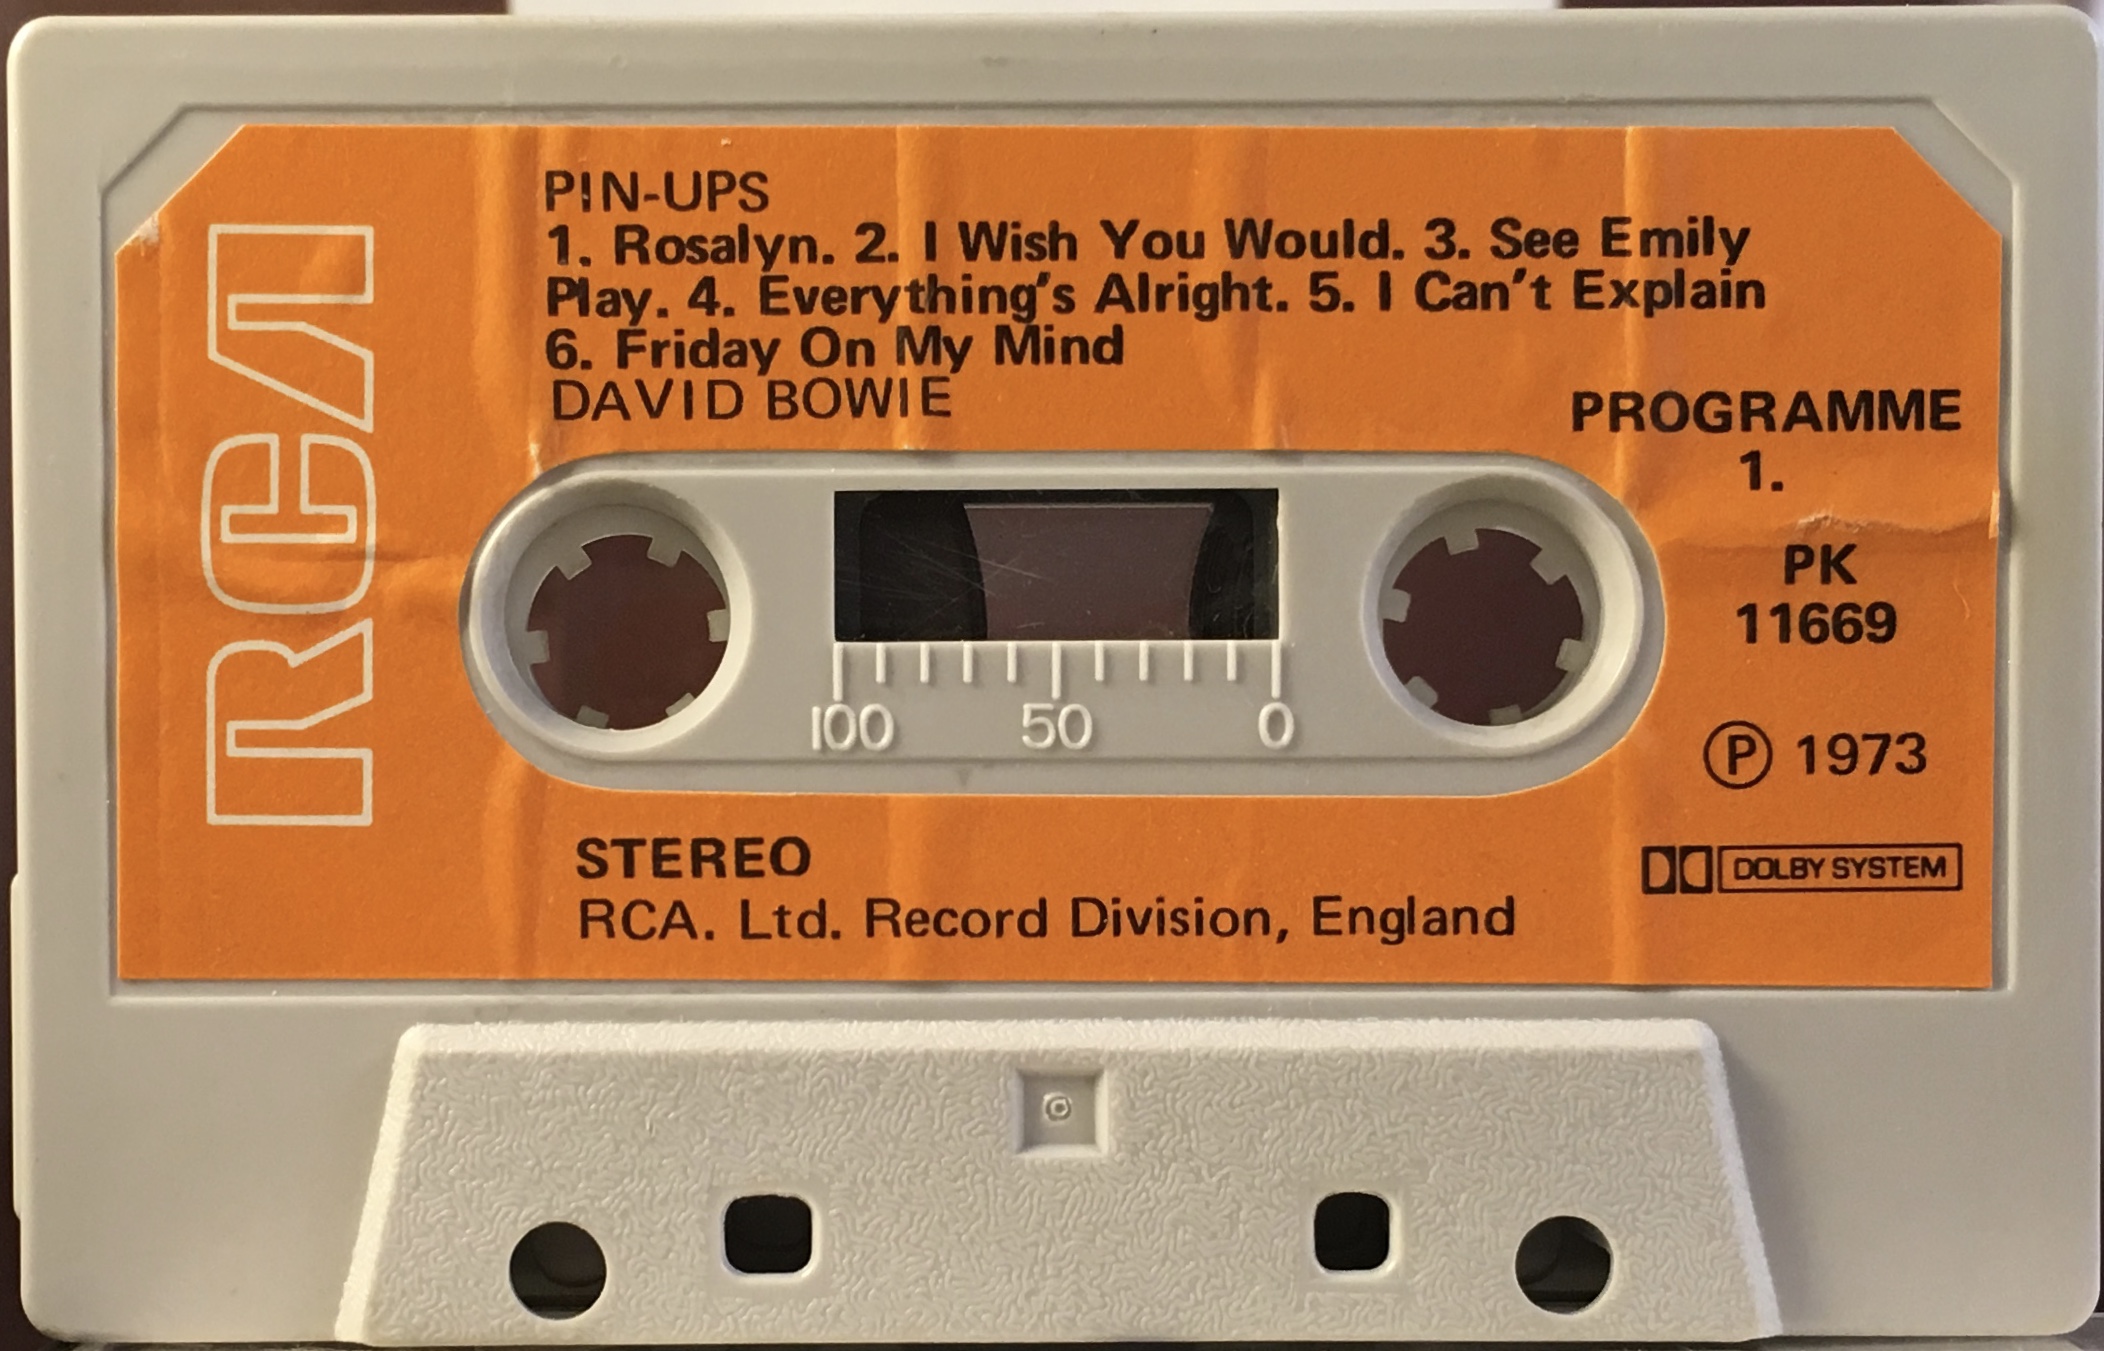 RCA
PIN-UPS
1. Rosalyn. 2. I Wish You Would. 3. See Emily
Play. 4. Everything's Alright. 5. I Can't Explain
6. Friday On My Mind
DAVID BOWIE
PROGRAMME
1.
PK
11669
Ⓟ 1973
100 50 0
STEREO
RCA. Ltd. Record Division, England
DOLBY SYSTEM